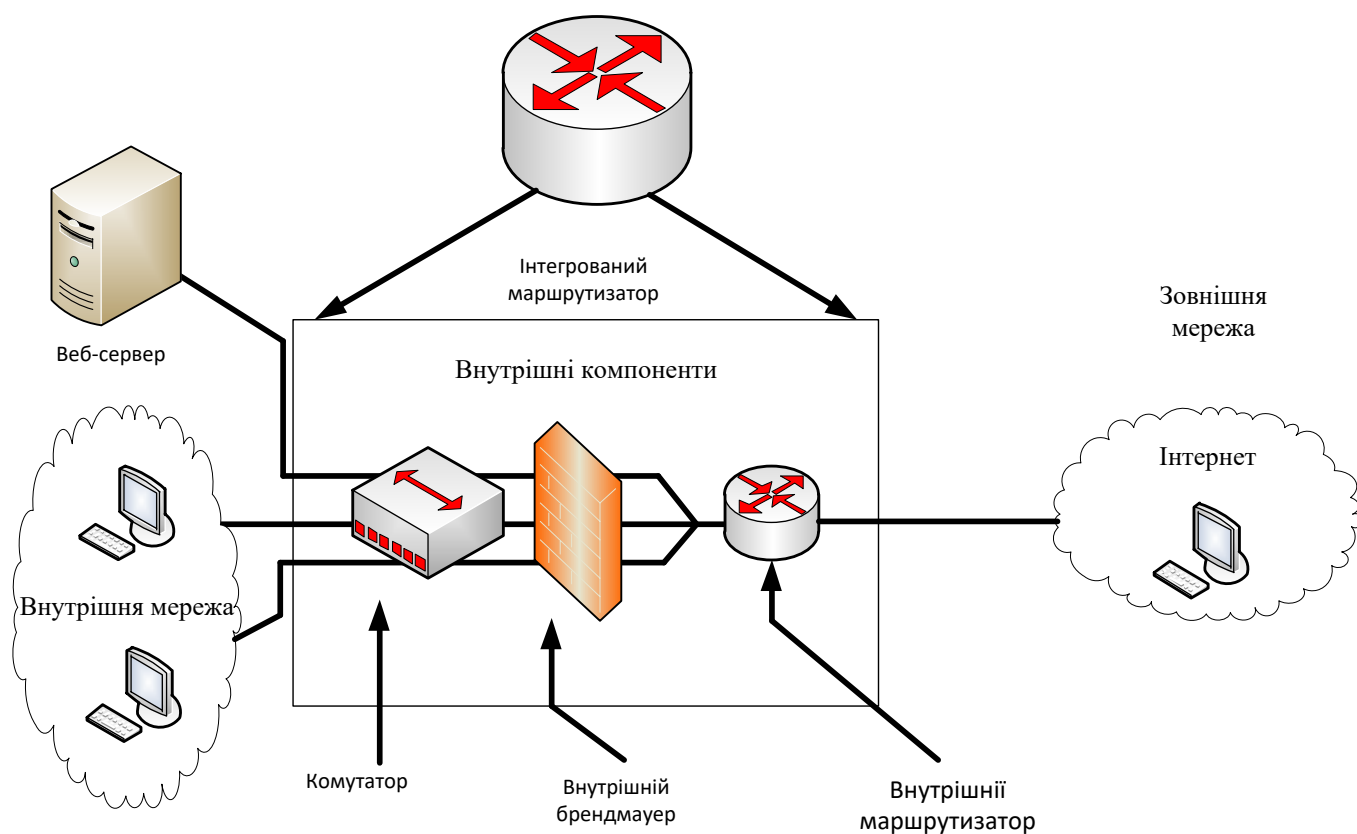 Інтегрований
маршрутизатор
Зовнішня
мережа
Веб-сервер
Внутрішні компоненти
Інтернет
Внутрішня мережа
Комутатор
Внутрішній
брендмауер
Внутрішнії
маршрутизатор